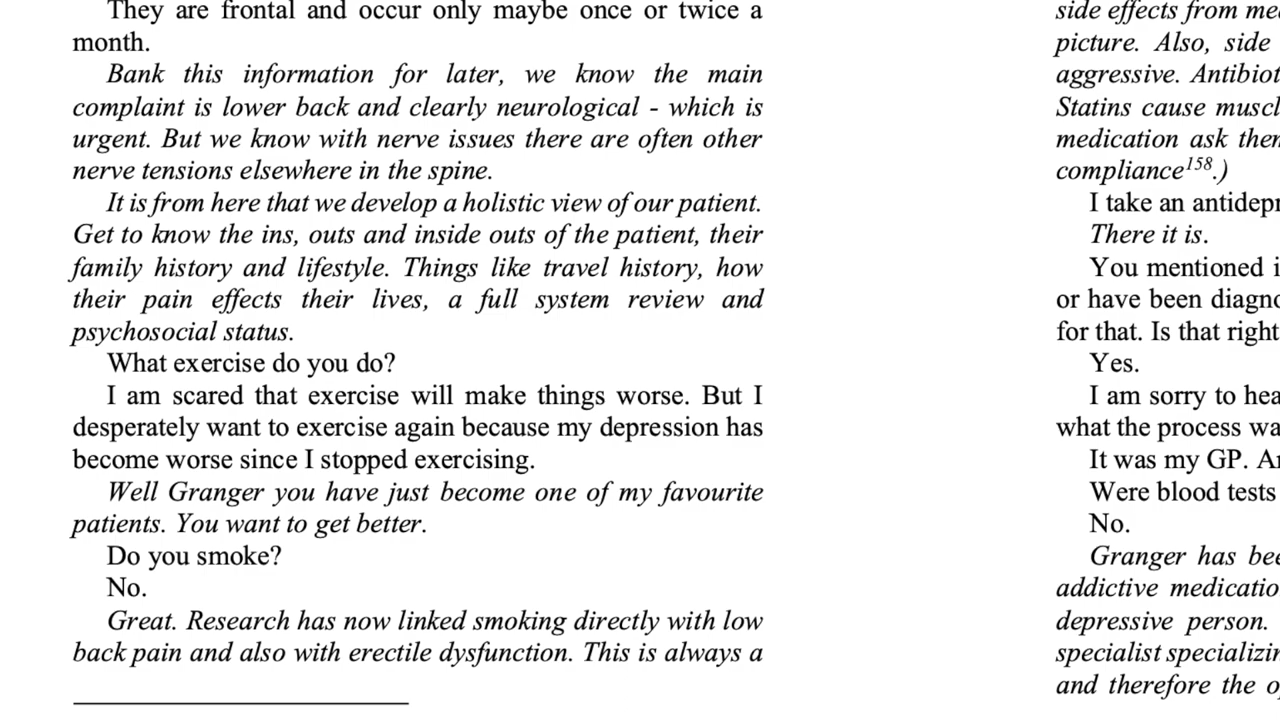 They are frontal and occur only maybe once or twice a
month.
Bank this information for later, we know the main
complaint is lower back and clearly neurological - which is
urgent. But we know with nerve issues there are often other
nerve tensions elsewhere in the spine.
It is from here that we develop a holistic view of our patient.
Get to know the ins, outs and inside outs of the patient, their
family history and lifestyle. Things like travel history, how
their pain effects their lives, a full system review and
psychosocial status.
What exercise do you do?
I am scared that exercise will make things worse. But I
desperately want to exercise again because my depression has
become worse since I stopped exercising.
Well Granger you have just become one of my favourite
patients. You want to get better.
Do you smoke?
No.
Great. Research has now linked smoking directly with low
back pain and also with erectile dysfunction. This is always a
side effects from
picture. Also, side
aggressive.
Statins cause
medication ask
compliance158.)
I take an
There it is.
You mentioned
or have been
for that. Is that right
Yes.
I am sorry to
what the process
It was my GP.
Were blood tests
No.
Granger has
addictive
depressive person.
specialist
and therefore the